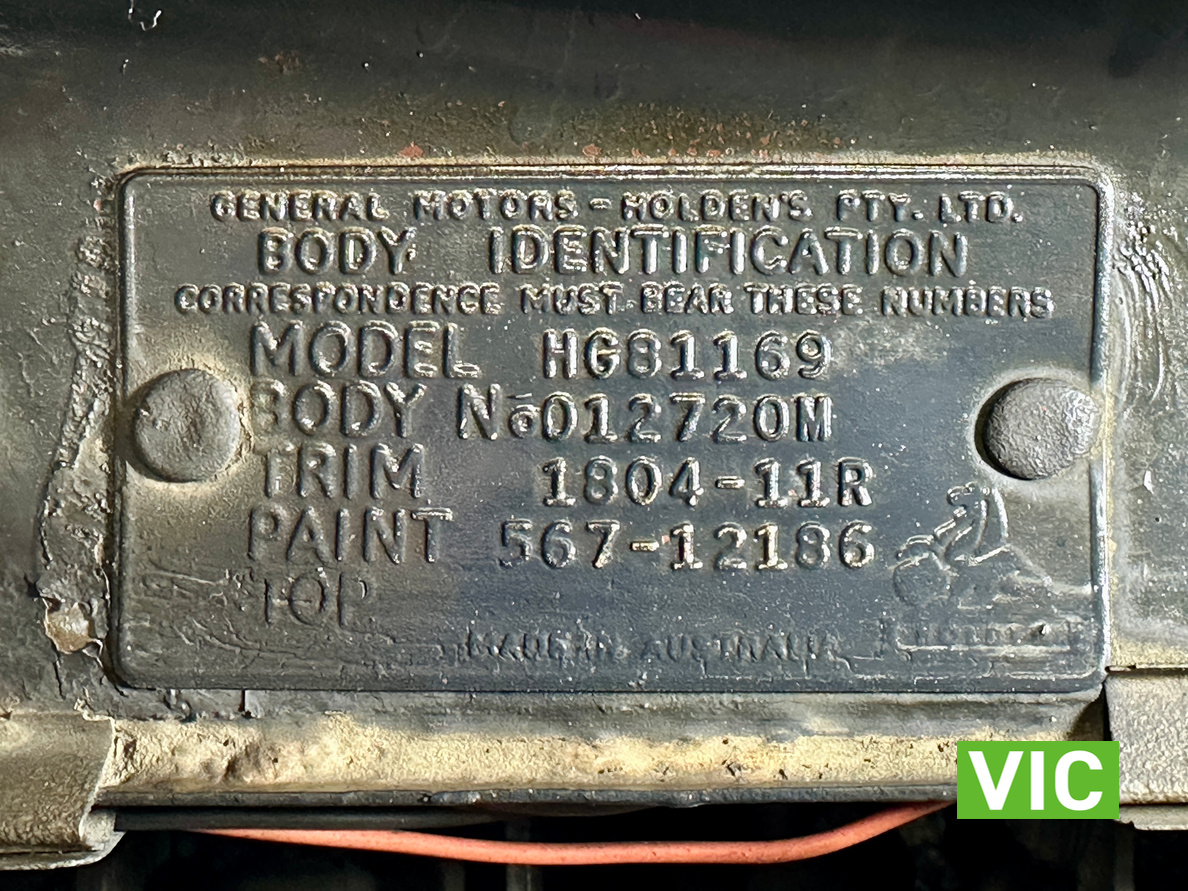 GENERAL MOTORS - HOLDEN'S PTY. LTD.
BODY IDENTIFICATION
CORRESPONDENCE MUST BEAR THESE NUMBERS
MODEL HG81169
BODY No 012720M
TRIM 1804-11R
PAINT 567-12186
TOP
MADE IN AUSTRALIA
HOLDEN
VIC